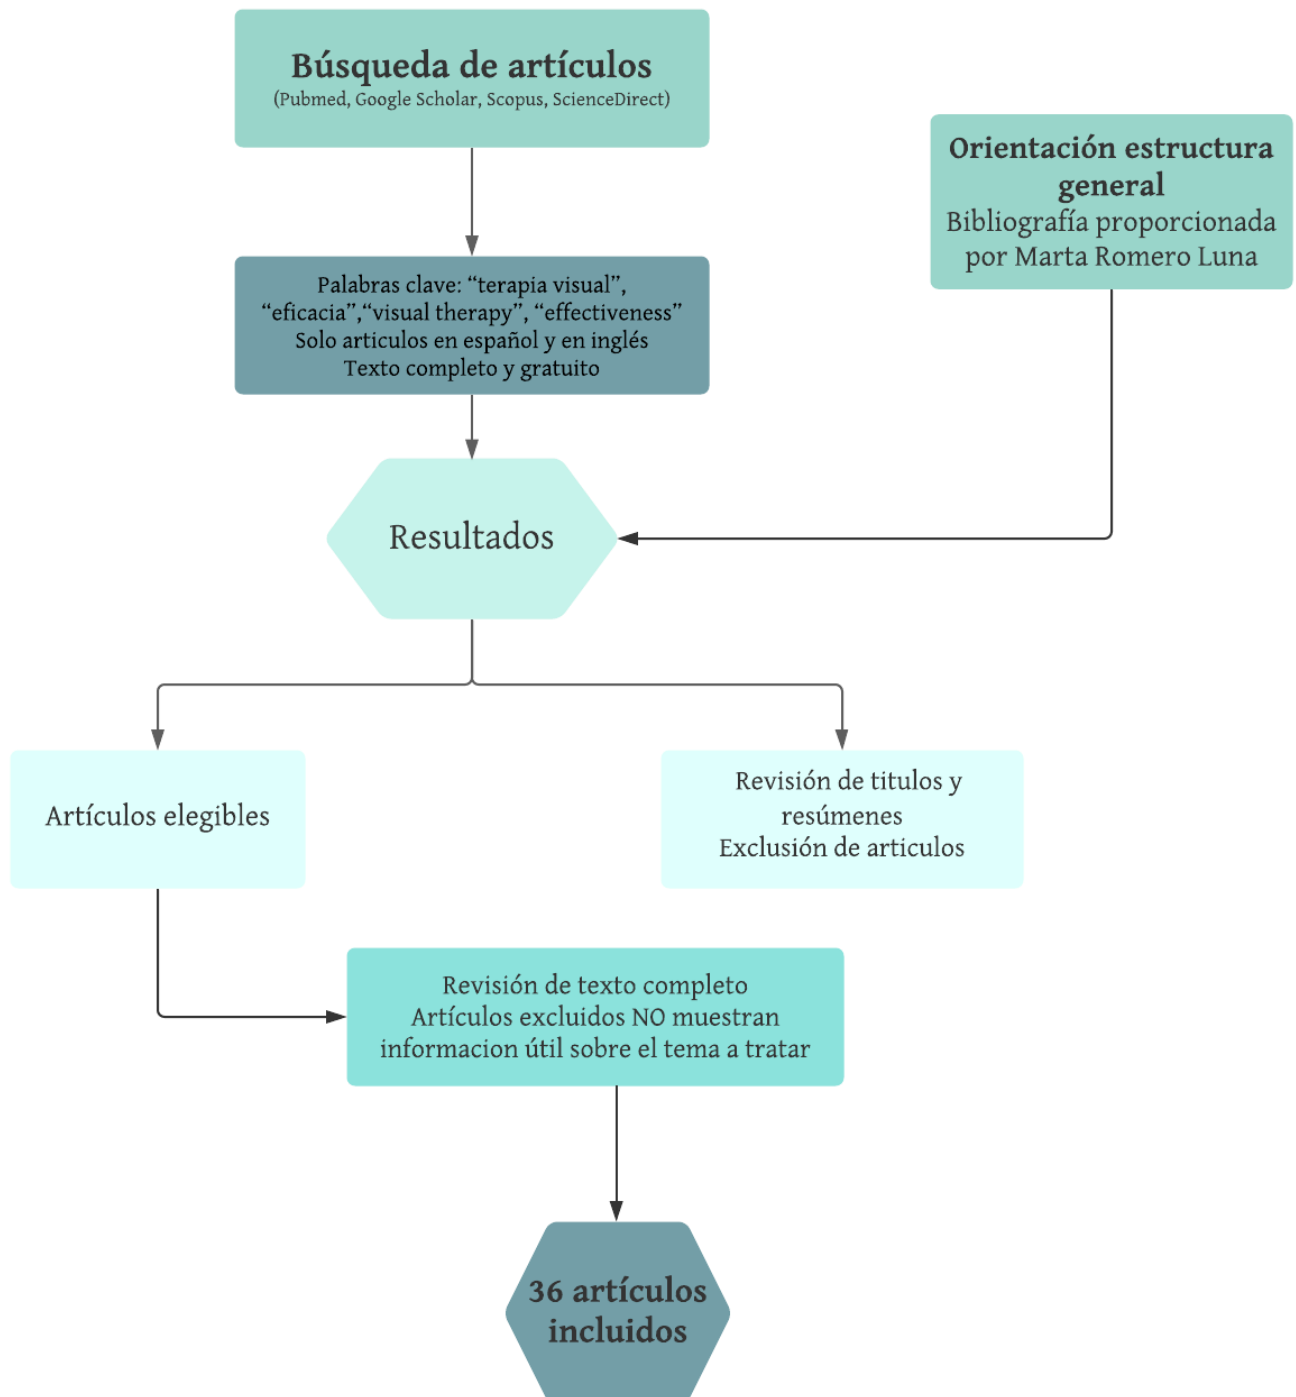 Búsqueda de artículos
(Pubmed, Google Scholar, Scopus, ScienceDirect)
Orientación estructura
general
Bibliografía proporcionada
por Marta Romero Luna
Palabras clave: “terapia visual”,
“eficacia”,“visual therapy”, “effectiveness”
Solo articulos en español y en inglés
Texto completo y gratuito
Resultados
Artículos elegibles
Revisión de titulos y
resúmenes
Exclusión de articulos
Revisión de texto completo
Artículos excluidos NO muestran
informacion útil sobre el tema a tratar
36 artículos
incluidos